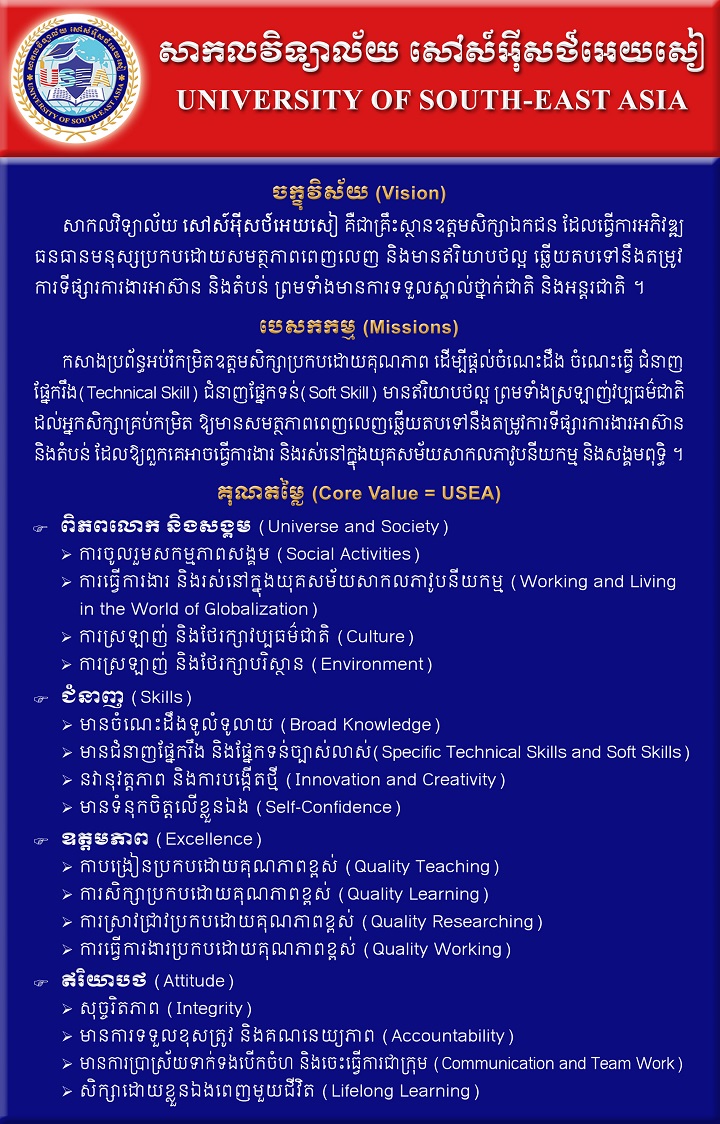 សាកលវិទ្យាល័យ សៅស៍អ៊ីសថ៍អេយសៀ
UNIVERSITY OF SOUTH-EAST ASIA
USEA
UNIVERSITY OF SOUTH-EAST ASIA
ចក្ខុវិស័យ (Vision)
សាកលវិទ្យាល័យ សៅស៍អ៊ីសថ៍អេយសៀ គឺជាគ្រឹះស្ថានឧត្តមសិក្សាឯកជន ដែលធ្វើការអភិវឌ្ឍ
ធនធានមនុស្សប្រកបដោយសមត្ថភាពពេញលេញ និងមានឥរិយាបថល្អ ឆ្លើយតបទៅនឹងតម្រូវ
ការទីផ្សារការងារអាស៊ាន និងតំបន់ ព្រមទាំងមានការទទួលស្គាល់ថ្នាក់ជាតិ និងអន្តរជាតិ ។
បេសកកម្ម (Missions)
កសាងប្រព័ន្ធអប់រំកម្រិតឧត្តមសិក្សាប្រកបដោយគុណភាព ដើម្បីផ្តល់ចំណេះដឹង ចំណេះធ្វើ ជំនាញ
ផ្នែករឹង(Technical Skill) ជំនាញផ្នែកទន់(Soft Skill) មានឥរិយាបថល្អ ព្រមទាំងស្រឡាញ់វប្បធម៌ជាតិ
ដល់អ្នកសិក្សាគ្រប់កម្រិត ឱ្យមានសមត្ថភាពពេញលេញឆ្លើយតបទៅនឹងតម្រូវការទីផ្សារការងារអាស៊ាន
និងតំបន់ ដែលឱ្យពួកគេអាចធ្វើការងារ និងរស់នៅក្នុងយុគសម័យសាកលភាវូបនីយកម្ម និងសង្គមពុទ្ធិ ។
គុណតម្លៃ (Core Value = USEA)
☞ ពិភពលោក និងសង្គម (Universe and Society)
➢ ការចូលរួមសកម្មភាពសង្គម (Social Activities)
➢ ការធ្វើការងារ និងរស់នៅក្នុងយុគសម័យសាកលភាវូបនីយកម្ម (Working and Living
in the World of Globalization)
➢ ការស្រឡាញ់ និងថែរក្សាវប្បធម៌ជាតិ (Culture)
➢ ការស្រឡាញ់ និងថែរក្សាបរិស្ថាន (Environment)
☞ ជំនាញ (Skills)
➢ មានចំណេះដឹងទូលំទូលាយ (Broad Knowledge)
➢ មានជំនាញផ្នែករឹង និងផ្នែកទន់ច្បាស់លាស់(Specific Technical Skills and Soft Skills)
➢ នវានុវត្តភាព និងការបង្កើតថ្មី (Innovation and Creativity)
➢ មានទំនុកចិត្តលើខ្លួនឯង (Self-Confidence)
☞ ឧត្តមភាព (Excellence)
➢ កាបង្រៀនប្រកបដោយគុណភាពខ្ពស់ (Quality Teaching)
➢ ការសិក្សាប្រកបដោយគុណភាពខ្ពស់ (Quality Learning)
➢ ការស្រាវជ្រាវប្រកបដោយគុណភាពខ្ពស់ (Quality Researching)
➢ ការធ្វើការងារប្រកបដោយគុណភាពខ្ពស់ (Quality Working)
☞ ឥរិយាបថ (Attitude)
➢ សុច្ចរិតភាព (Integrity)
➢ មានការទទួលខុសត្រូវ និងគណនេយ្យភាព (Accountability)
➢ មានការប្រាស្រ័យទាក់ទងបើកចំហ និងចេះធ្វើការជាក្រុម (Communication and Team Work)
➢ សិក្សាដោយខ្លួនឯងពេញមួយជីវិត (Lifelong Learning)